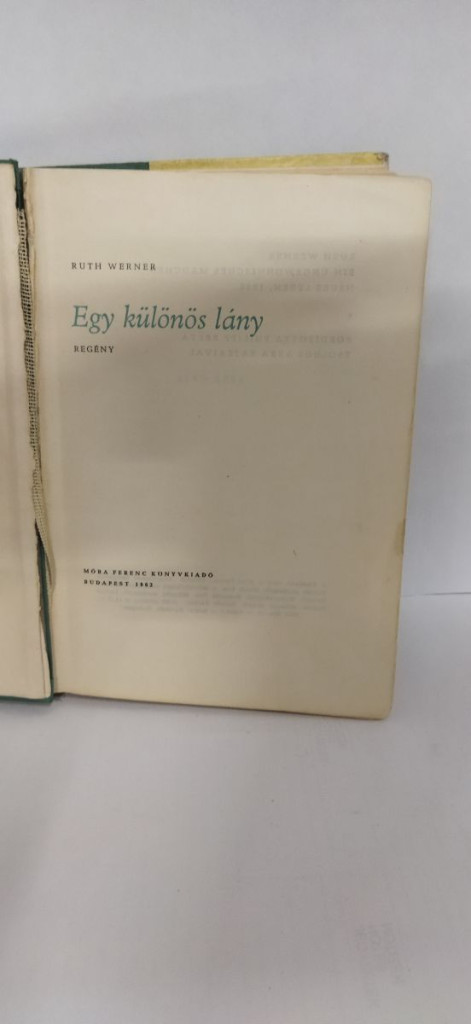 RUTH WERNER
Egy különös lány
REGÉNY
MÓRA FERENC KÖNYVKIADÓ
BUDAPEST 1962